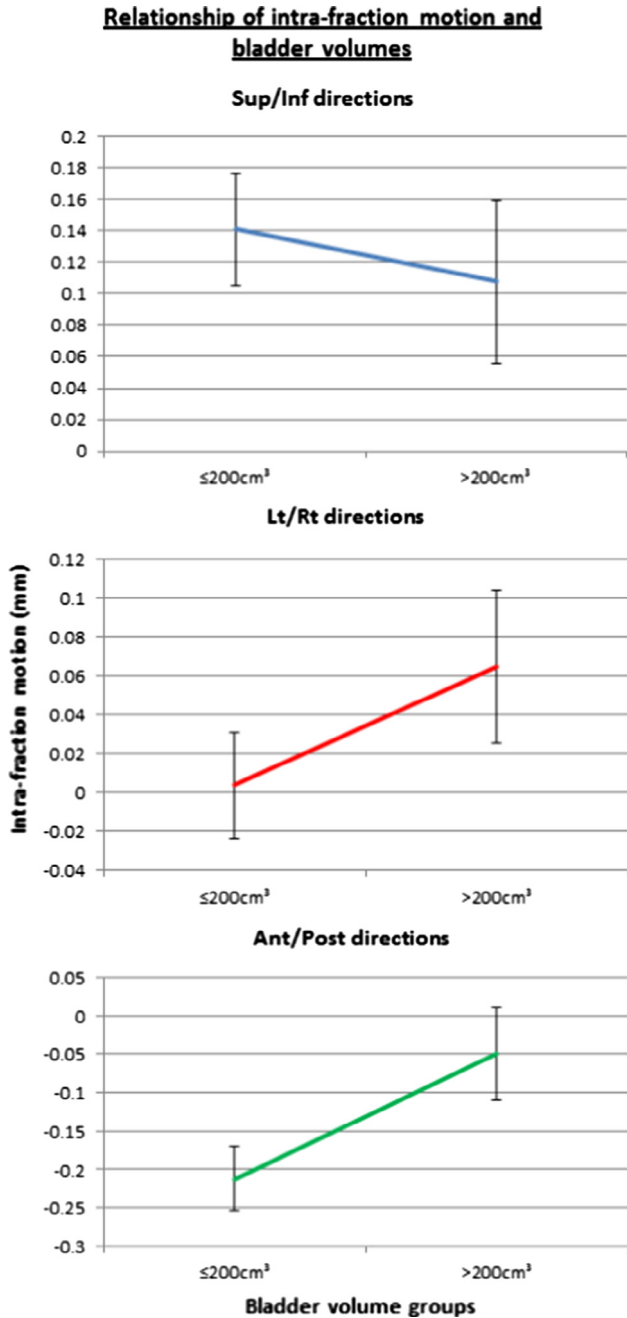 Relationship of intra-fraction motion and
bladder volumes
Sup/Inf directions
0.2
0.18
0.16
0.14
0.12
0.1
0.08
0.06
0.04
0.02
0
≤200cm³ >200cm³
Lt/Rt directions
Intra-fraction motion (mm)
0.12
0.1
0.08
0.06
0.04
0.02
0
-0.02
-0.04
≤200cm³ >200cm³
Ant/Post directions
0.05
0
-0.05
-0.1
-0.15
-0.2
-0.25
-0.3
≤200cm³ >200cm³
Bladder volume groups